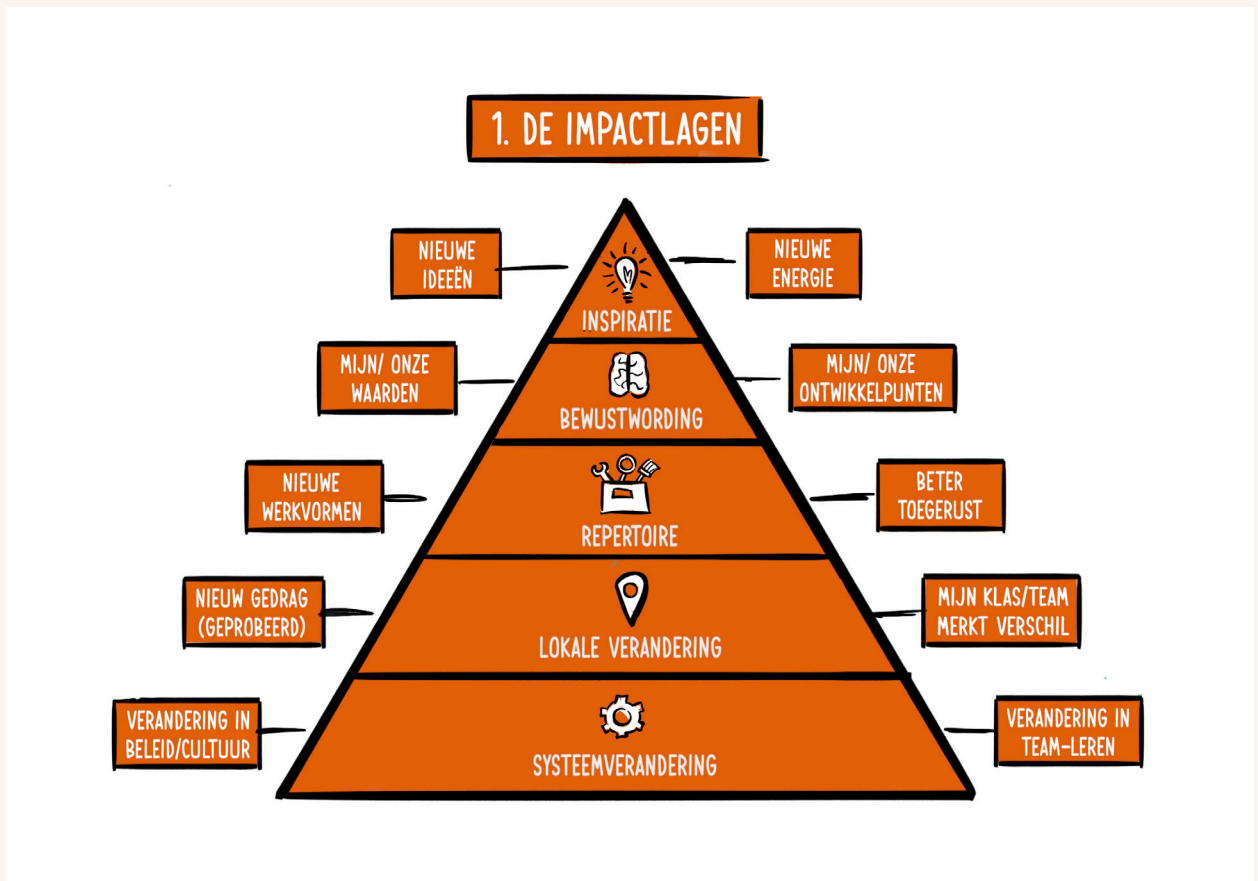 1. DE IMPACTLAGEN
NIEUWE
IDEEËN
NIEUWE
ENERGIE
INSPIRATIE
MIJN/ ONZE
WAARDEN
MIJN/ ONZE
ONTWIKKELPUNTEN
BEWUSTWORDING
NIEUWE
WERKVORMEN
BETER
TOEGERUST
REPERTOIRE
NIEUW GEDRAG
(GEPROBEERD)
MIJN KLAS/TEAM
MERKT VERSCHIL
LOKALE VERANDERING
VERANDERING IN
BELEID/CULTUUR
VERANDERING IN
TEAM-LEREN
SYSTEEMVERANDERING